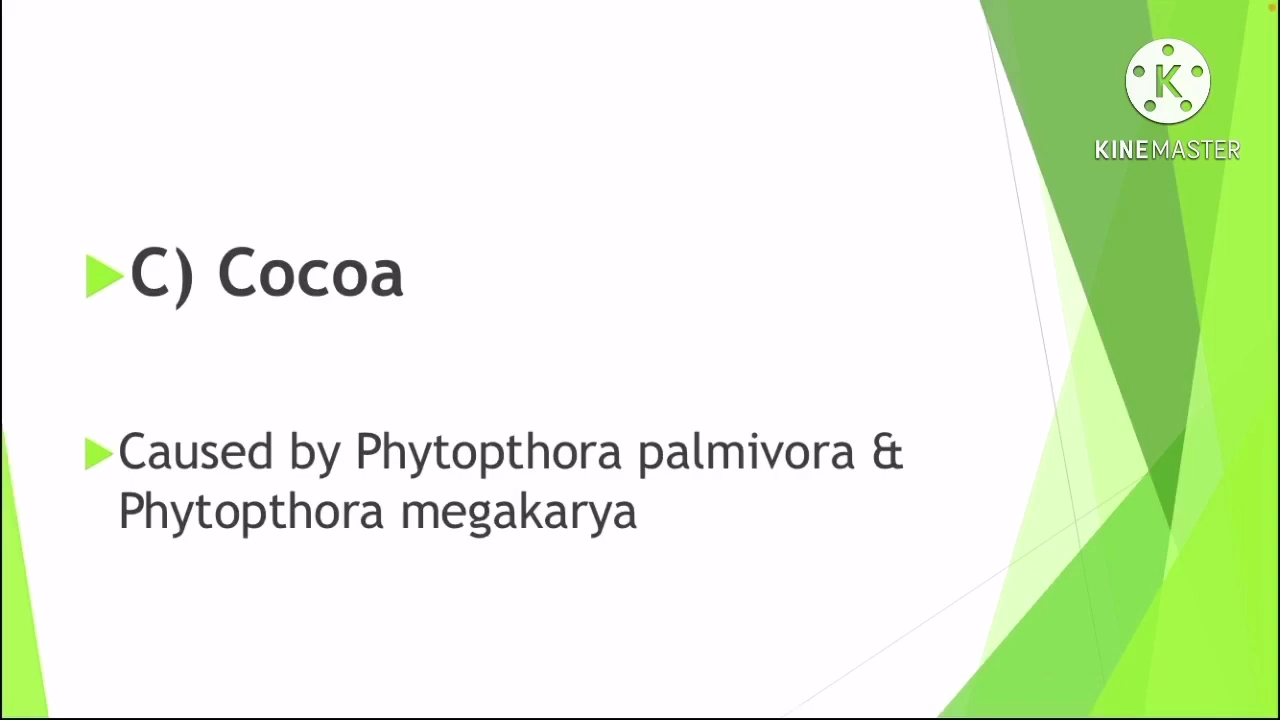 K
KINEMASTER
C) Cocoa
Caused by Phytopthora palmivora &
Phytopthora megakarya